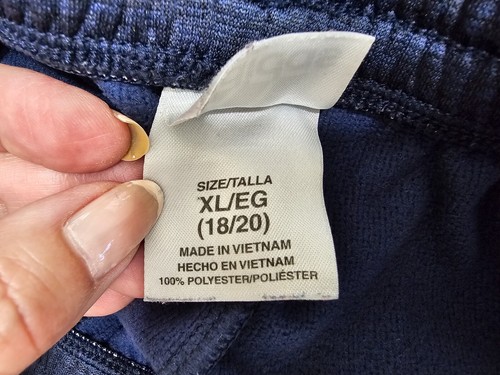 SIZE/TALLA
XL/EG
(18/20)
MADE IN VIETNAM
HECHO EN VIETNAM
100% POLYESTER/POLIÉSTER